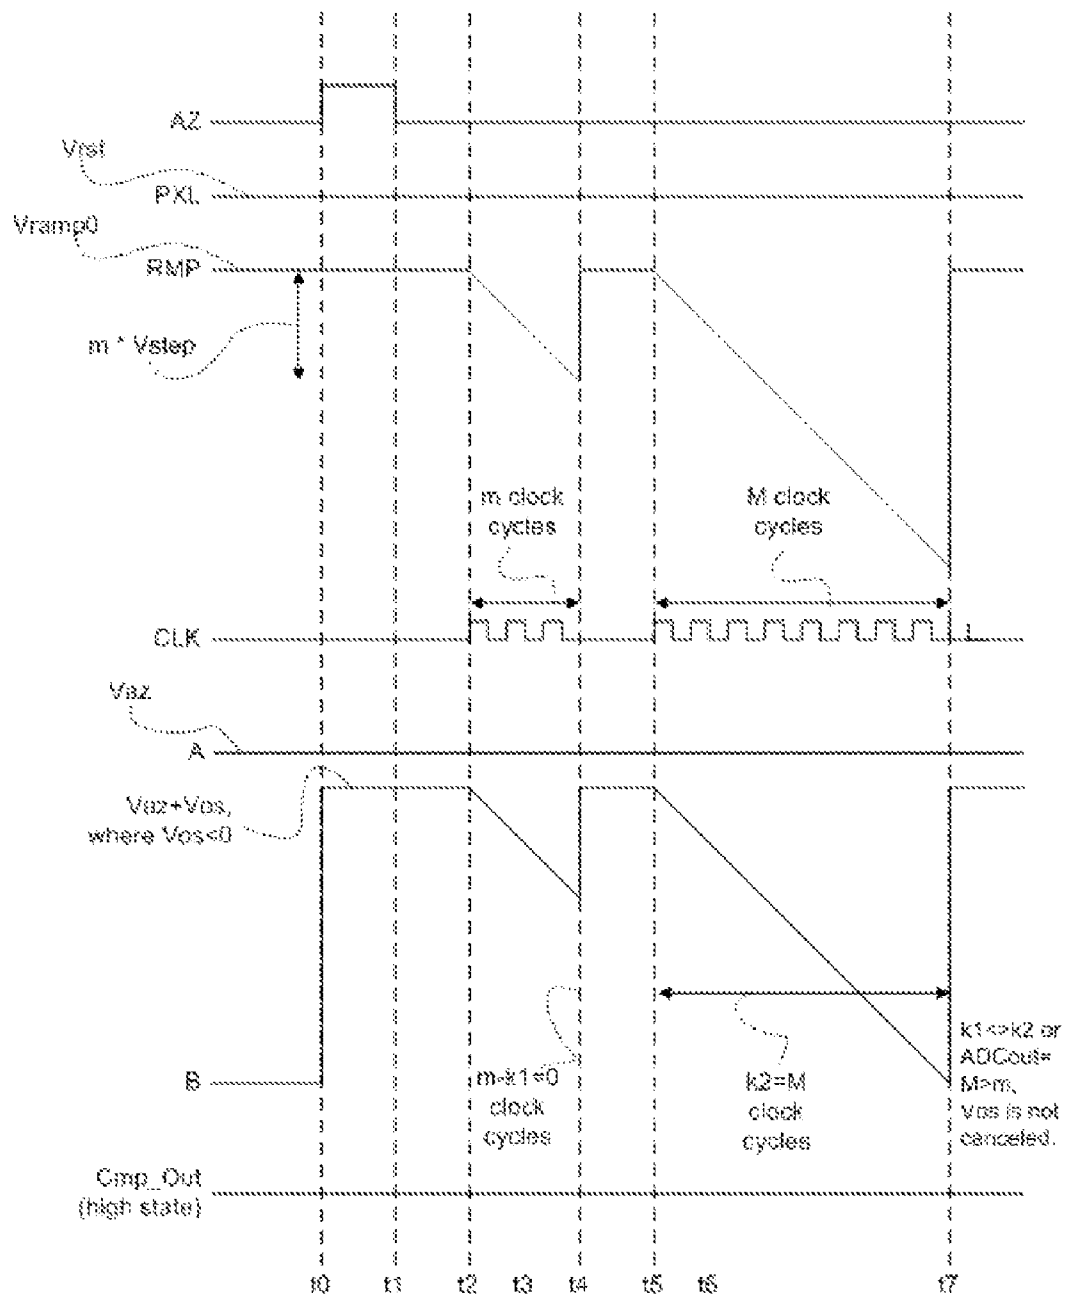 AZ
Vrst
PXL
Vramp0
RMP
m * Vstep
m clock
cycles
M clock
cycles
CLK
Vaz
A
Vaz+Vos,
where Vos<0
B
m-k1=0
clock
cycles
k2=M
clock
cycles
k1<>k2 or
ADCout=
M>m,
Vos is not
canceled.
Cmp_Out
(high state)
t0 t1 t2 t3 t4 t5 t6 t7